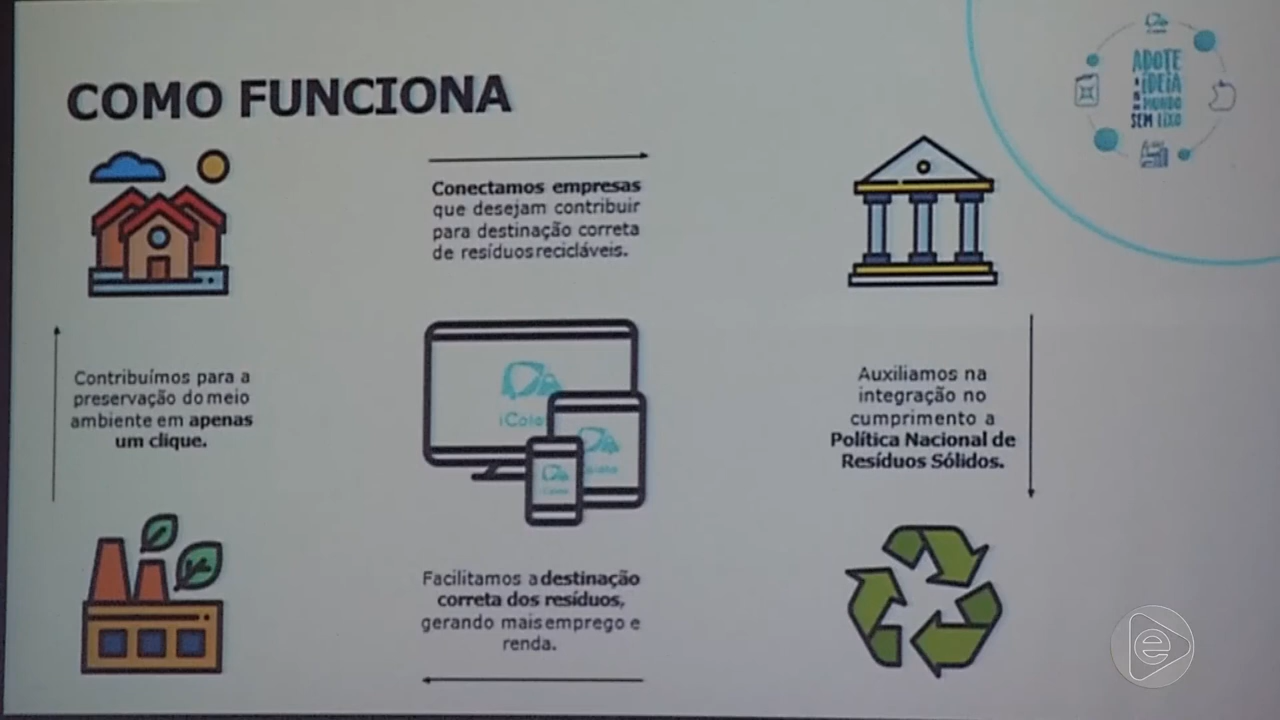 COMO FUNCIONA
ADOTE
A IDEIA
MUNDO
SEM LIXO
Conectamos empresas
que desejam contribuir
para destinação correta
de resíduos recicláveis.
Contribuímos para a
preservação do meio
ambiente em apenas
um clique.
Auxiliamos na
integração no
cumprimento a
Política Nacional de
Resíduos Sólidos.
Facilitamos a destinação
correta dos resíduos,
gerando mais emprego e
renda.
e